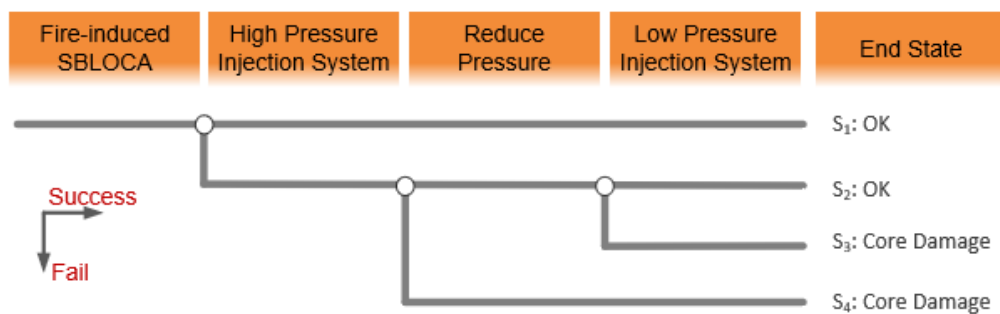 Fire-induced
SBLOCA
High Pressure
Injection System
Reduce
Pressure
Low Pressure
Injection System
End State
S₁: OK
S₂: OK
Success
S₃: Core Damage
Fail
S₄: Core Damage